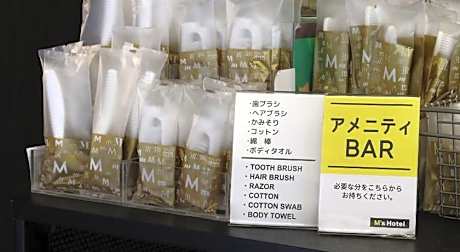 ・歯ブラシ
・ヘアブラシ
・かみそり
・コットン
・綿 棒
・ボディタオル
・TOOTH BRUSH
・HAIR BRUSH
・RAZOR
・COTTON
・COTTON SWAB
・BODY TOWEL
アメニティ
BAR
必要な分をこちらから
お持ちください。
M's Hotel
M
M
M
M
M